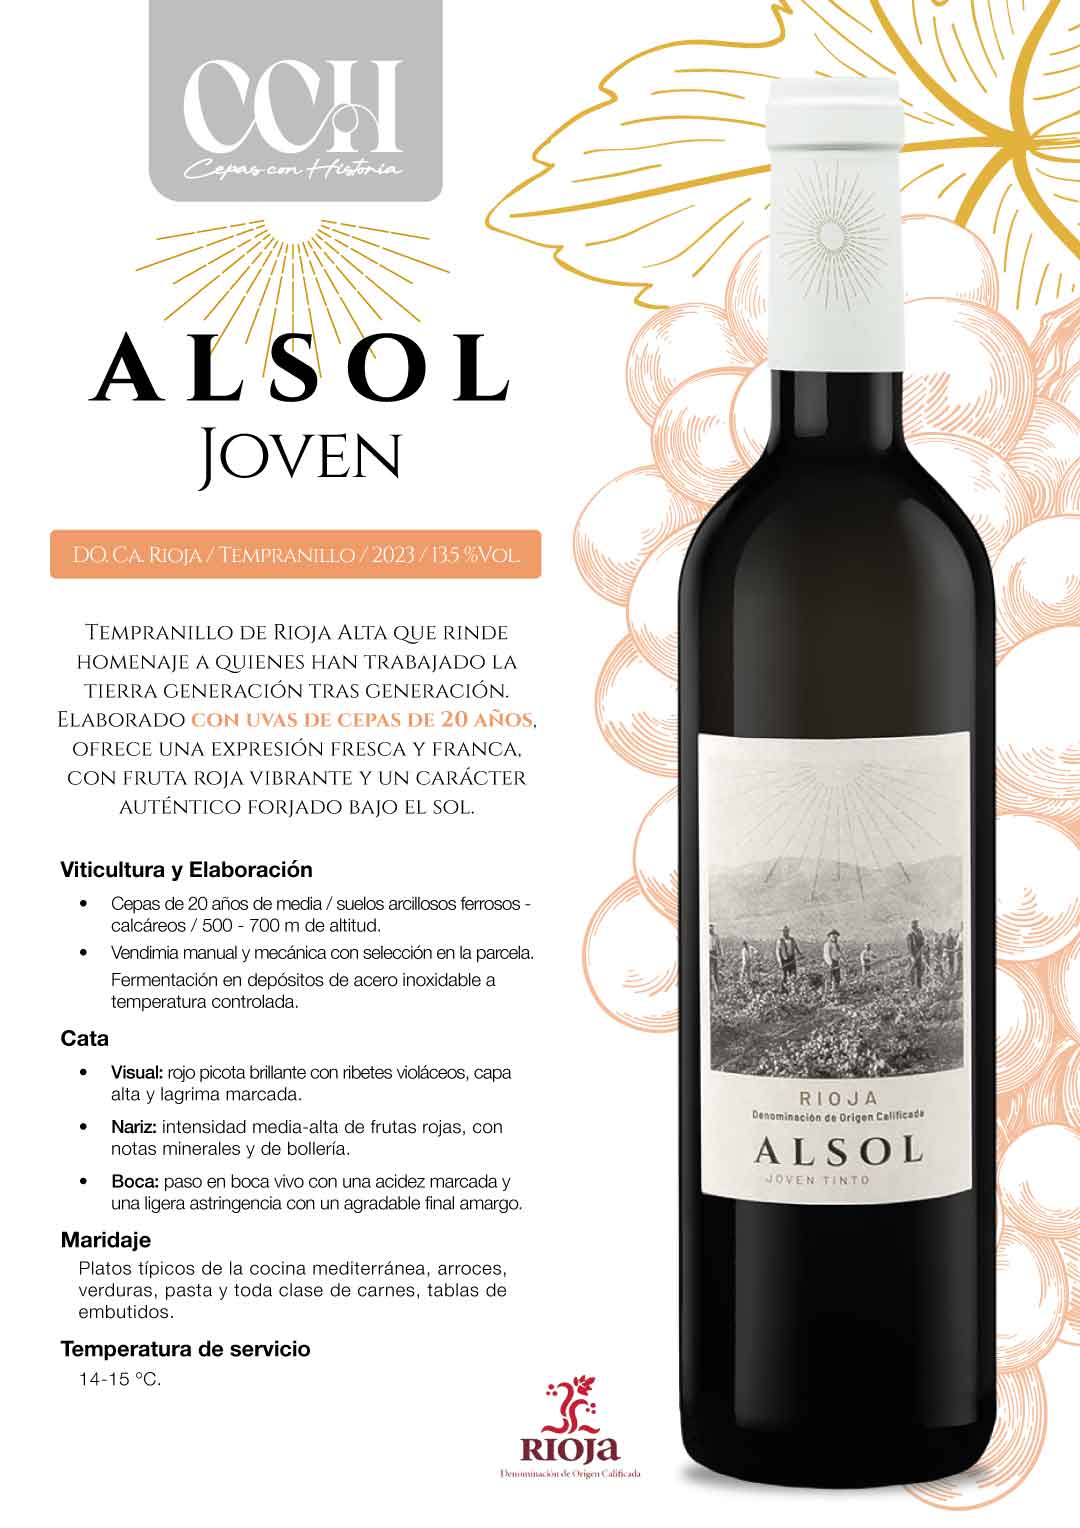 CCH
Cepas con Historia
ALSOL
JOVEN
DO. CA. RIOJA / TEMPRANILLO / 2023 / 13.5 %VOL.
TEMPRANILLO DE RIOJA ALTA QUE RINDE
HOMENAJE A QUIENES HAN TRABAJADO LA
TIERRA GENERACIÓN TRAS GENERACIÓN.
ELABORADO CON UVAS DE CEPAS DE 20 AÑOS,
OFRECE UNA EXPRESIÓN FRESCA Y FRANCA,
CON FRUTA ROJA VIBRANTE Y UN CARÁCTER
AUTÉNTICO FORJADO BAJO EL SOL.
Viticultura y Elaboración
• Cepas de 20 años de media / suelos arcillosos ferrosos -
calcáreos / 500 - 700 m de altitud.
• Vendimia manual y mecánica con selección en la parcela.
Fermentación en depósitos de acero inoxidable a
temperatura controlada.
Cata
• Visual: rojo picota brillante con ribetes violáceos, capa
alta y lagrima marcada.
• Nariz: intensidad media-alta de frutas rojas, con
notas minerales y de bollería.
• Boca: paso en boca vivo con una acidez marcada y
una ligera astringencia con un agradable final amargo.
Maridaje
Platos típicos de la cocina mediterránea, arroces,
verduras, pasta y toda clase de carnes, tablas de
embutidos.
Temperatura de servicio
14-15 ºC.
RIOJA
Denominación de Origen Calificada
RIOJA
Denominación de Origen Calificada
ALSOL
JOVEN TINTO